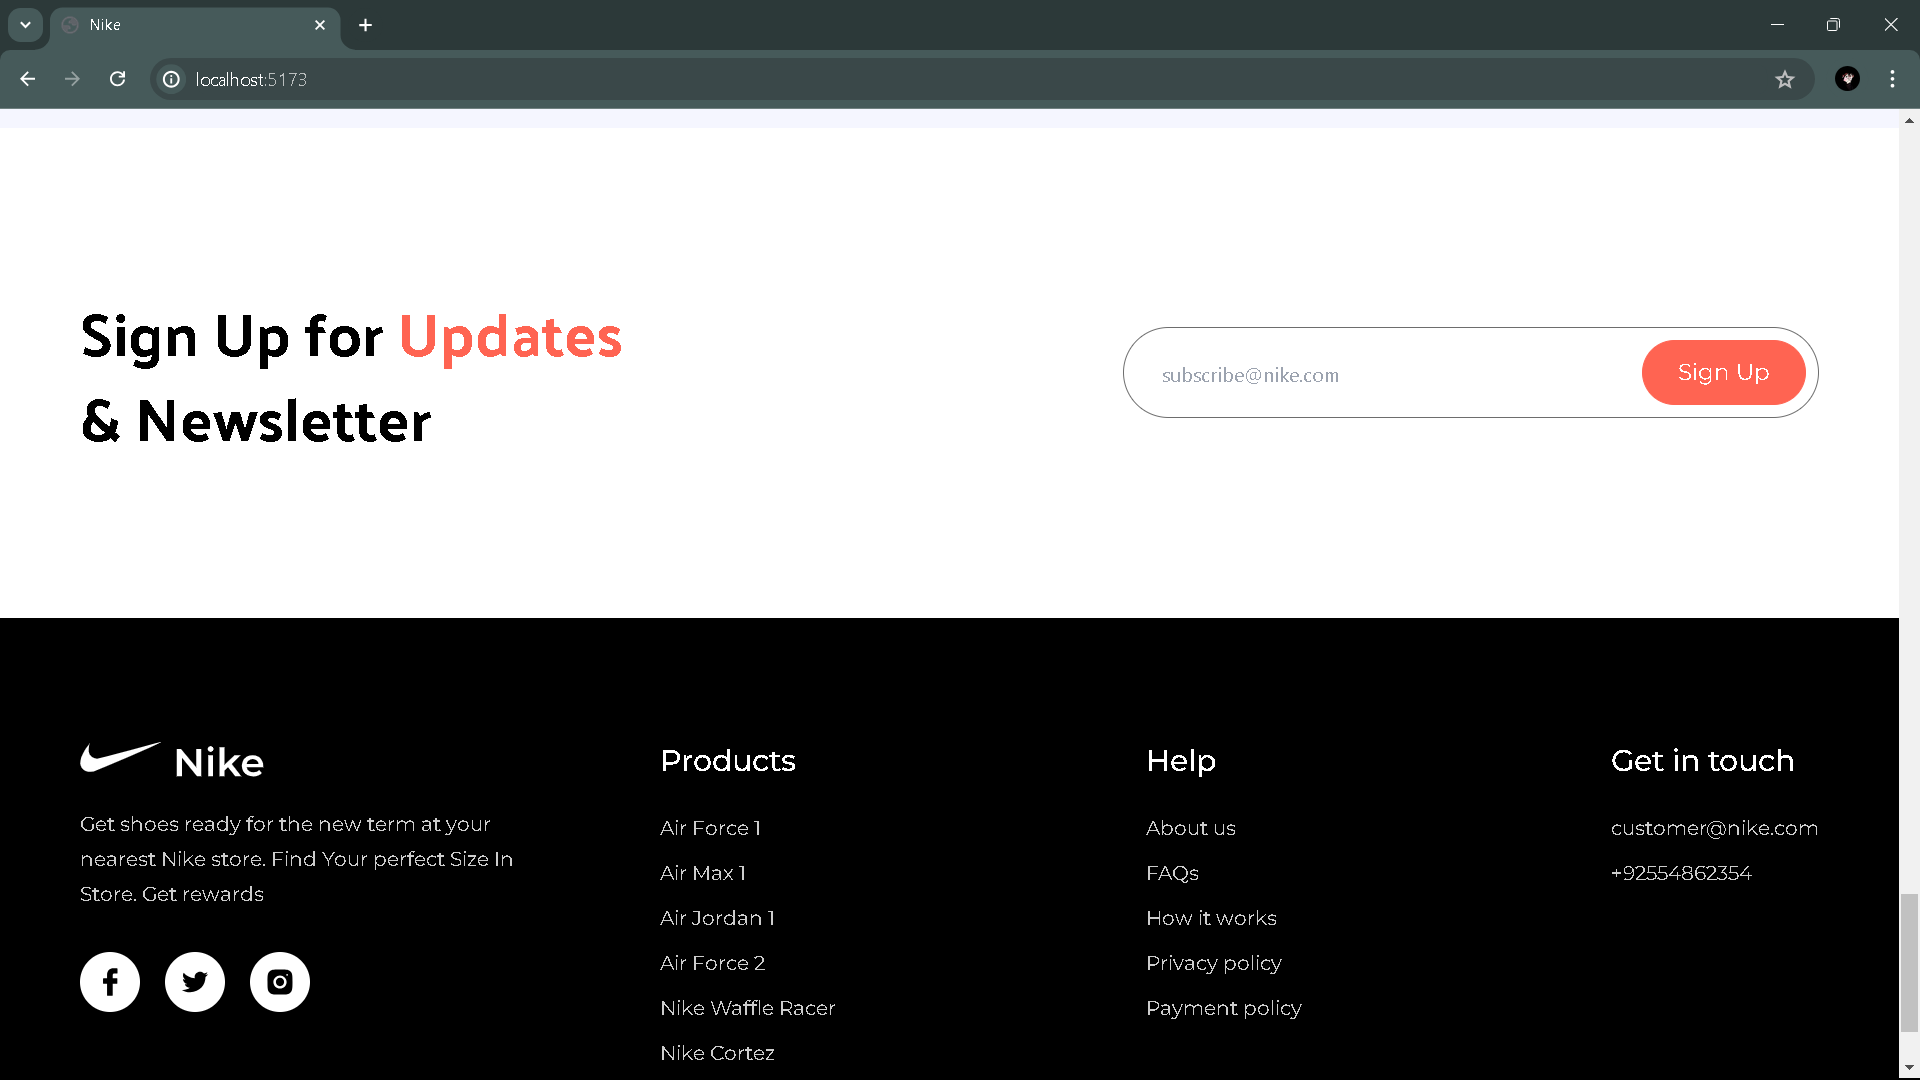 Nike
localhost:5173
Sign Up for Updates
& Newsletter
subscribe@nike.com
Sign Up
Nike
Get shoes ready for the new term at your
nearest Nike store. Find Your perfect Size In
Store. Get rewards
Products
Air Force 1
Air Max 1
Air Jordan 1
Air Force 2
Nike Waffle Racer
Nike Cortez
Help
About us
FAQs
How it works
Privacy policy
Payment policy
Get in touch
customer@nike.com
+92554862354